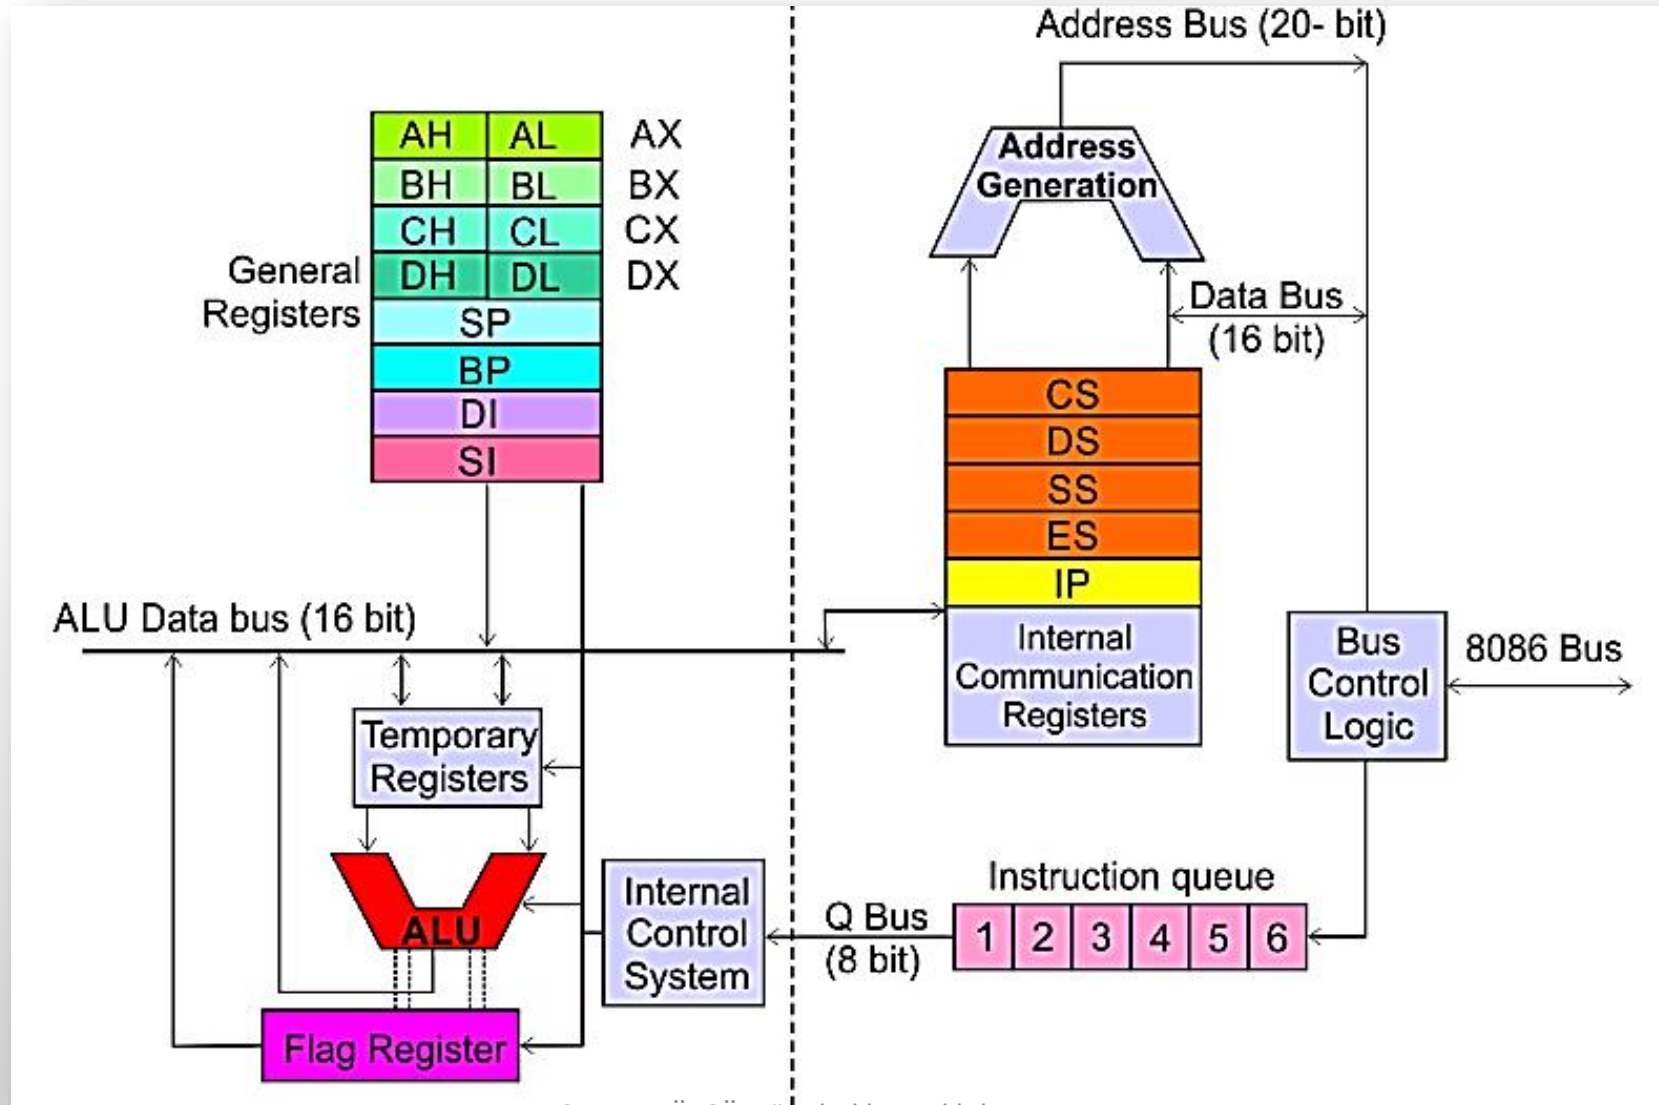 Address Bus (20- bit)
AH AL AX
BH BL BX
CH CL CX
DH DL DX
General
Registers
SP
BP
DI
SI
Address
Generation
Data Bus
(16 bit)
CS
DS
SS
ES
IP
Internal
Communication
Registers
Bus
Control
Logic
8086 Bus
ALU Data bus (16 bit)
Temporary
Registers
ALU
Flag Register
Internal
Control
System
Q Bus
(8 bit)
Instruction queue
1 2 3 4 5 6